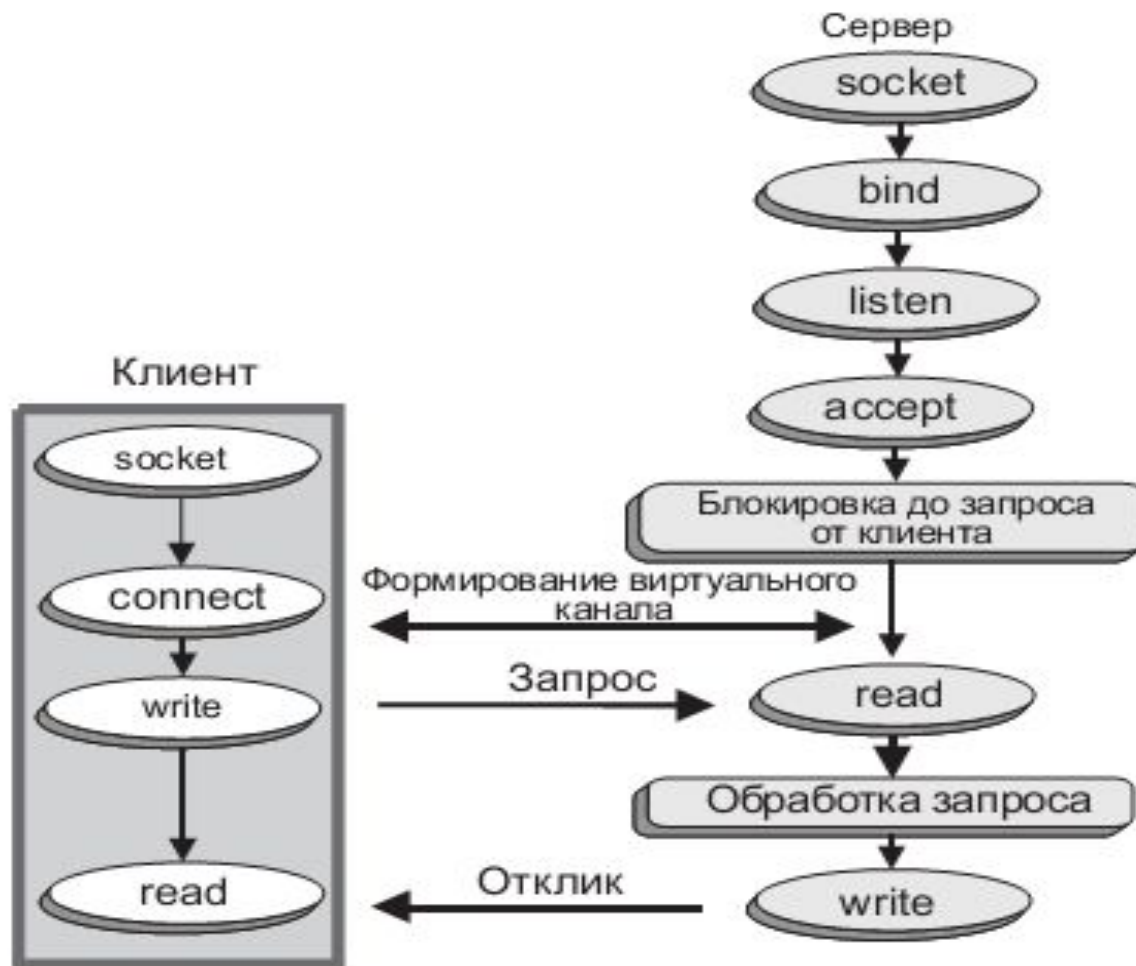 Сервер
socket
bind
listen
accept
Блокировка до запроса
от клиента
Клиент
socket
connect
write
read
Формирование виртуального
канала
Запрос
read
Обработка запроса
Отклик
write